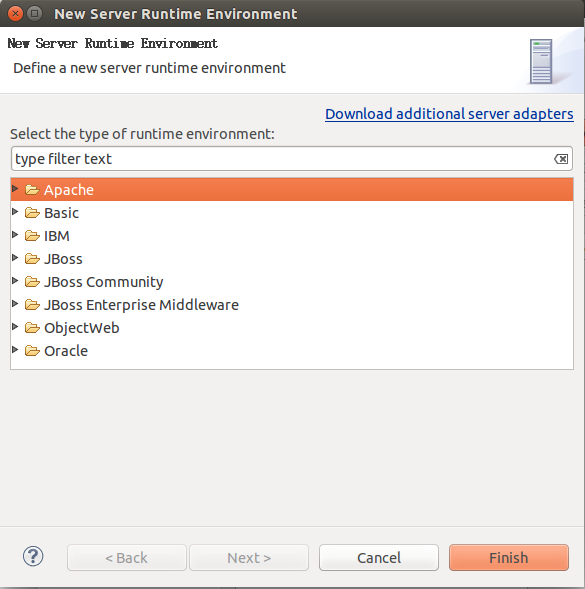 New Server Runtime Environment
New Server Runtime Environment
Define a new server runtime environment
Download additional server adapters
Select the type of runtime environment:
type filter text
Apache
Basic
IBM
JBoss
JBoss Community
JBoss Enterprise Middleware
ObjectWeb
Oracle
? < Back Next > Cancel Finish